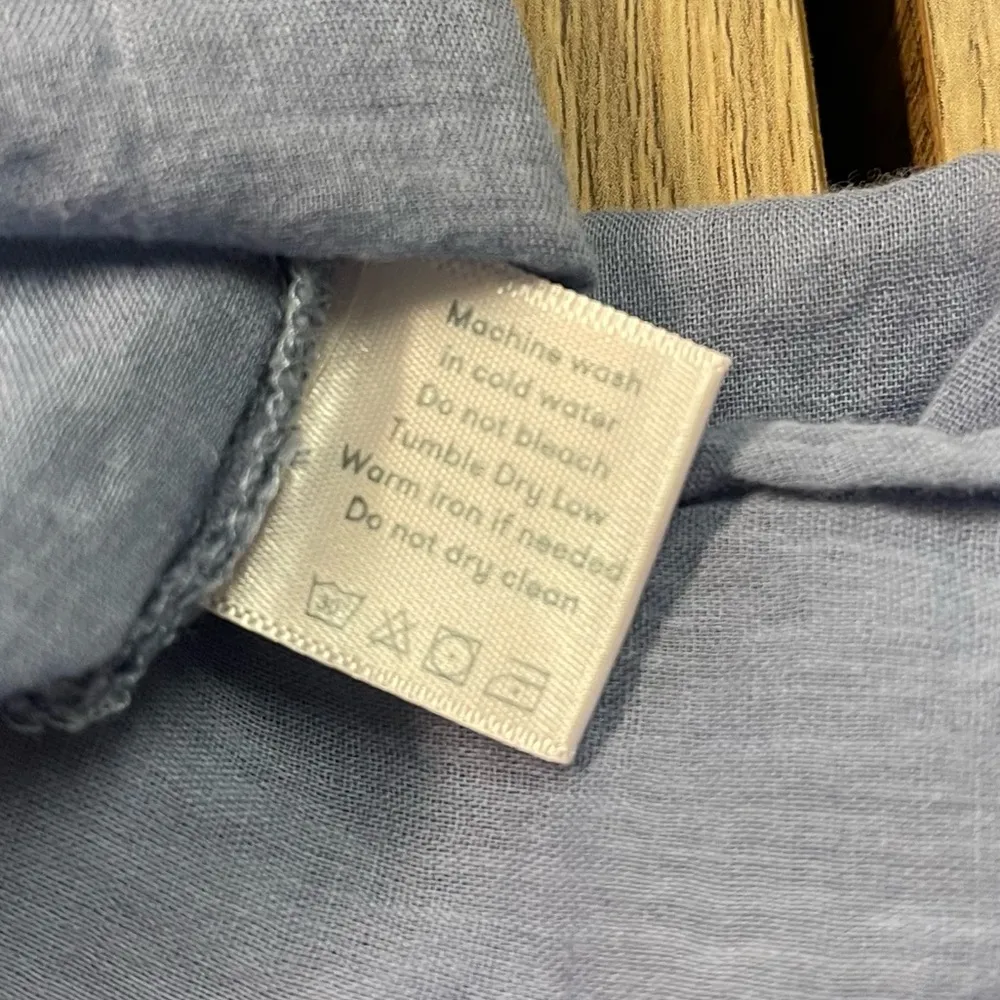 Machine wash
in cold water
Do not bleach
Tumble Dry Low
Warm iron if needed
Do not dry clean
30